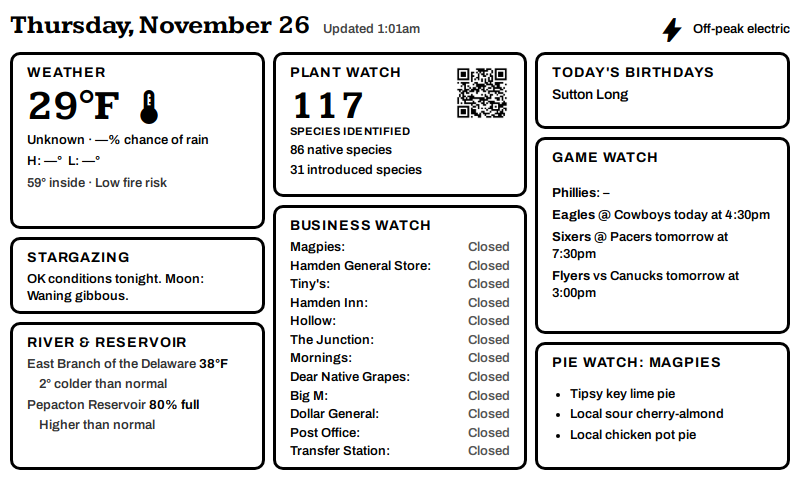 Thursday, November 26 Updated 1:01am
Off-peak electric
WEATHER
29°F
Unknown · —% chance of rain
H: —° L: —°
59° inside · Low fire risk
STARGAZING
OK conditions tonight. Moon:
Waning gibbous.
RIVER & RESERVOIR
East Branch of the Delaware 38°F
2° colder than normal
Pepacton Reservoir 80% full
Higher than normal
PLANT WATCH
117
SPECIES IDENTIFIED
86 native species
31 introduced species
BUSINESS WATCH
Magpies: Closed
Hamden General Store: Closed
Tiny's: Closed
Hamden Inn: Closed
Hollow: Closed
The Junction: Closed
Mornings: Closed
Dear Native Grapes: Closed
Big M: Closed
Dollar General: Closed
Post Office: Closed
Transfer Station: Closed
TODAY'S BIRTHDAYS
Sutton Long
GAME WATCH
Phillies: –
Eagles @ Cowboys today at 4:30pm
Sixers @ Pacers tomorrow at
7:30pm
Flyers vs Canucks tomorrow at
3:00pm
PIE WATCH: MAGPIES
• Tipsy key lime pie
• Local sour cherry-almond
• Local chicken pot pie